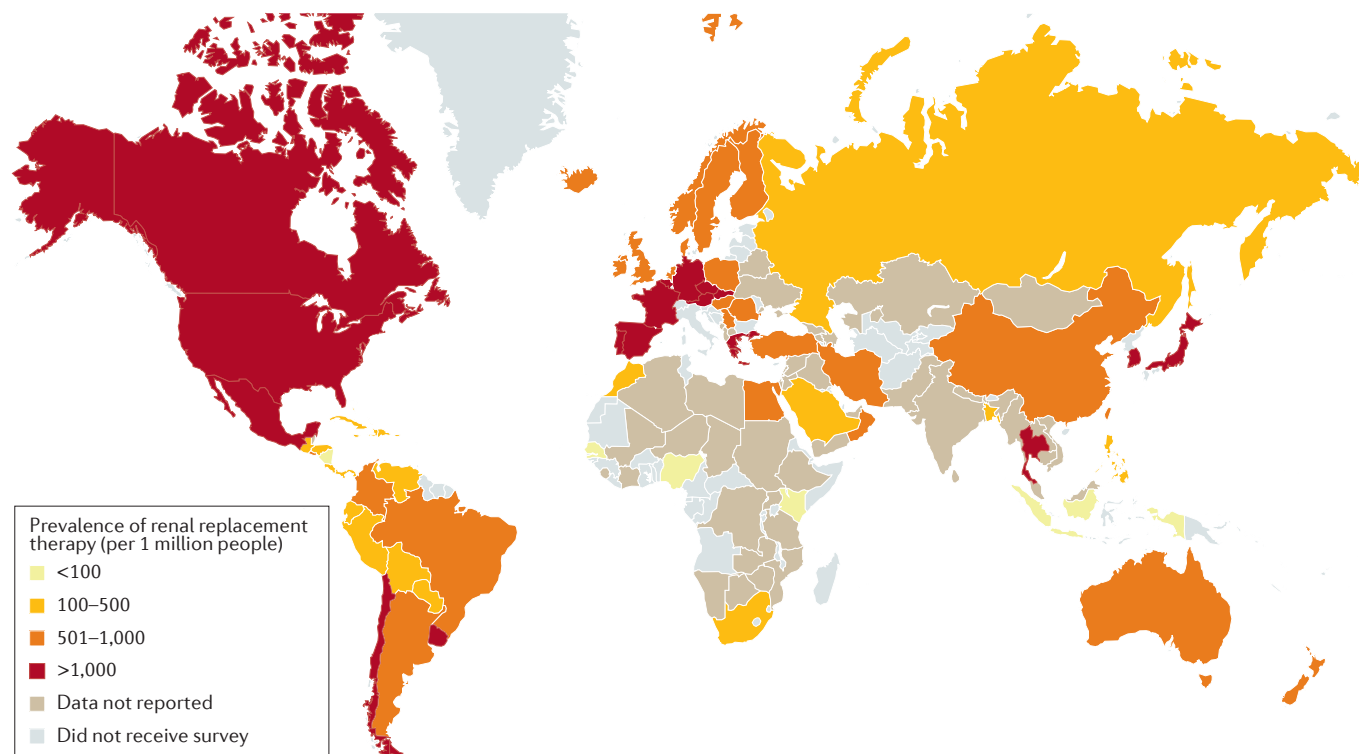 Prevalence of renal replacement
therapy (per 1 million people)
<100
100–500
501–1,000
>1,000
Data not reported
Did not receive survey